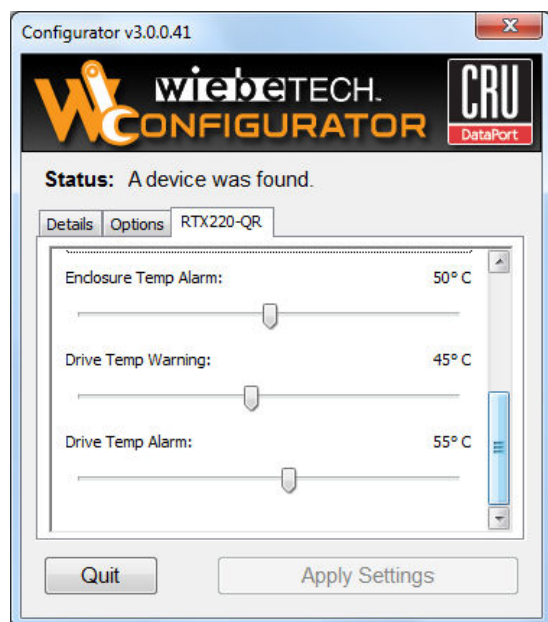 Configurator v3.0.0.41
wiebeTECH.
CONFIGURATOR
CRU
DataPort
Status: A device was found.
Details Options RTX220-QR
Enclosure Temp Alarm: 50° C
Drive Temp Warning: 45° C
Drive Temp Alarm: 55° C
Quit Apply Settings